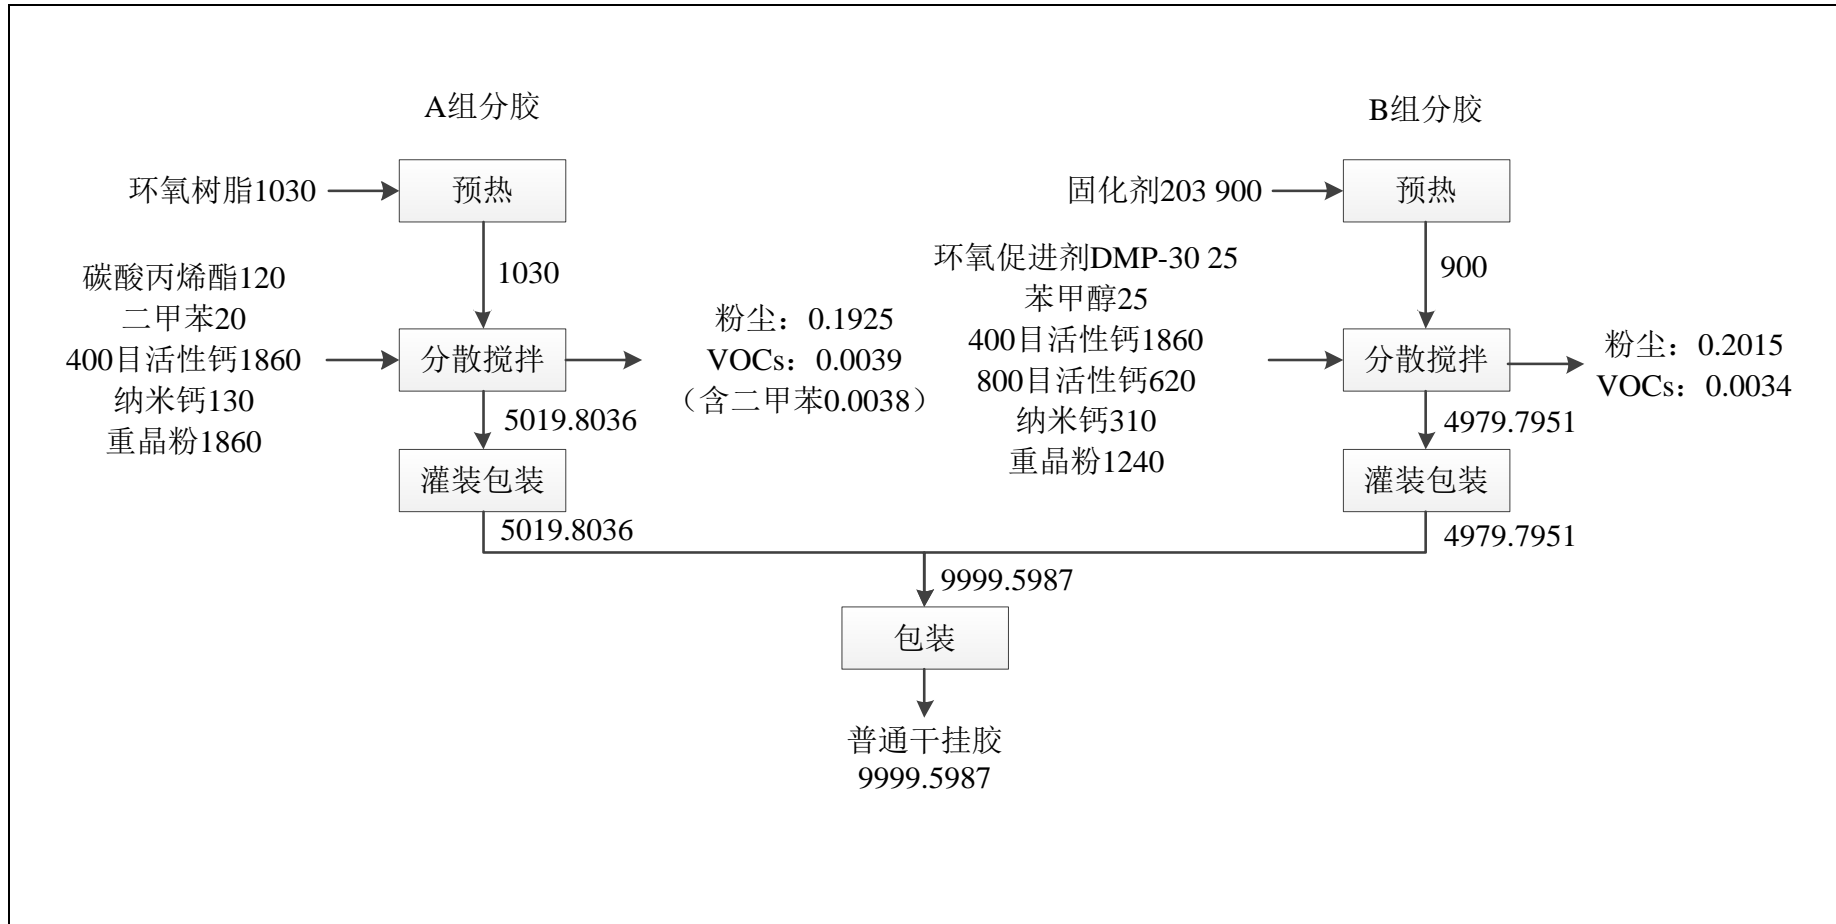 A组分胶
环氧树脂1030
预热
1030
碳酸丙烯酯120
二甲苯20
400目活性钙1860
纳米钙130
重晶粉1860
分散搅拌
粉尘：0.1925
VOCs：0.0039
（含二甲苯0.0038）
5019.8036
灌装包装
5019.8036
B组分胶
固化剂203 900
预热
900
环氧促进剂DMP-30 25
苯甲醇25
400目活性钙1860
800目活性钙620
纳米钙310
重晶粉1240
分散搅拌
粉尘：0.2015
VOCs：0.0034
4979.7951
灌装包装
4979.7951
9999.5987
包装
普通干挂胶
9999.5987